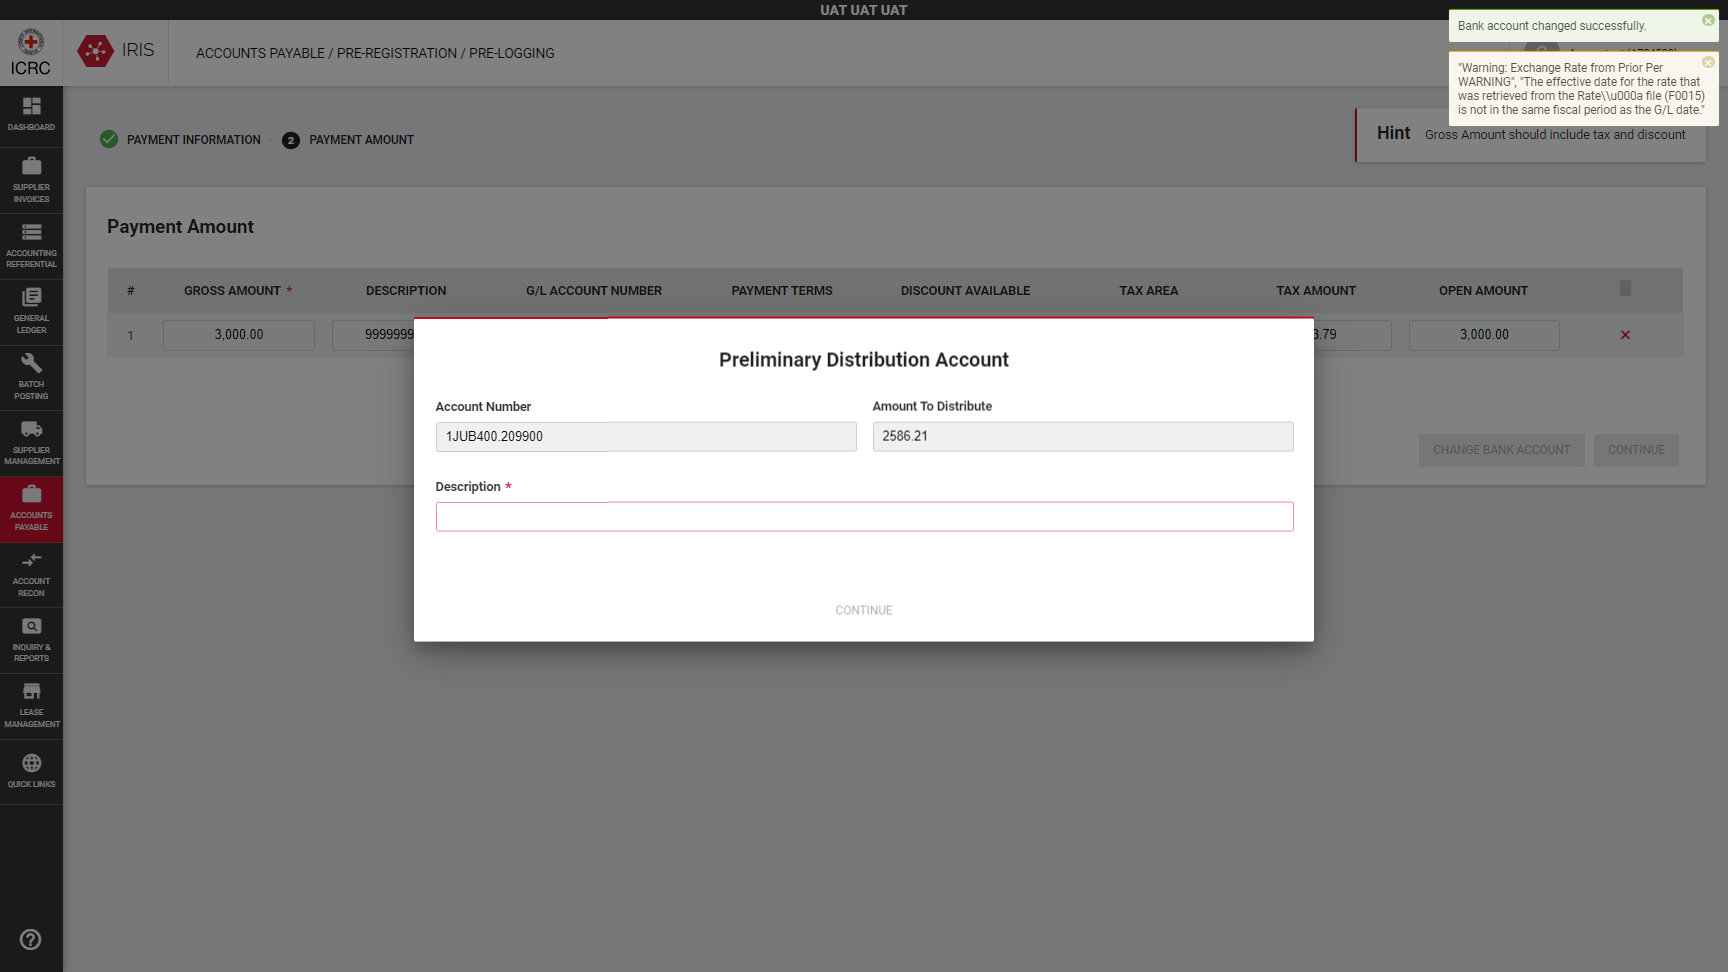 UAT UAT UAT
ICRC
IRIS
ACCOUNTS PAYABLE / PRE-REGISTRATION / PRE-LOGGING
Bank account changed successfully.
"Warning: Exchange Rate from Prior Per
WARNING", "The effective date for the rate that
was retrieved from the Rate\\u000a file (F0015)
is not in the same fiscal period as the G/L date."
Hint Gross Amount should include tax and discount
PAYMENT INFORMATION - 2 PAYMENT AMOUNT
DASHBOARD
SUPPLIER
INVOICES
ACCOUNTING
REFERENTIAL
GENERAL
LEDGER
BATCH
POSTING
SUPPLIER
MANAGEMENT
ACCOUNTS
PAYABLE
ACCOUNT
RECON
INQUIRY &
REPORTS
LEASE
MANAGEMENT
QUICK LINKS
Payment Amount
# GROSS AMOUNT * DESCRIPTION G/L ACCOUNT NUMBER PAYMENT TERMS DISCOUNT AVAILABLE TAX AREA TAX AMOUNT OPEN AMOUNT
1 3,000.00 9999999 3.79 3,000.00
CHANGE BANK ACCOUNT CONTINUE
Preliminary Distribution Account
Account Number Amount To Distribute
1JUB400.209900 2586.21
Description *
CONTINUE